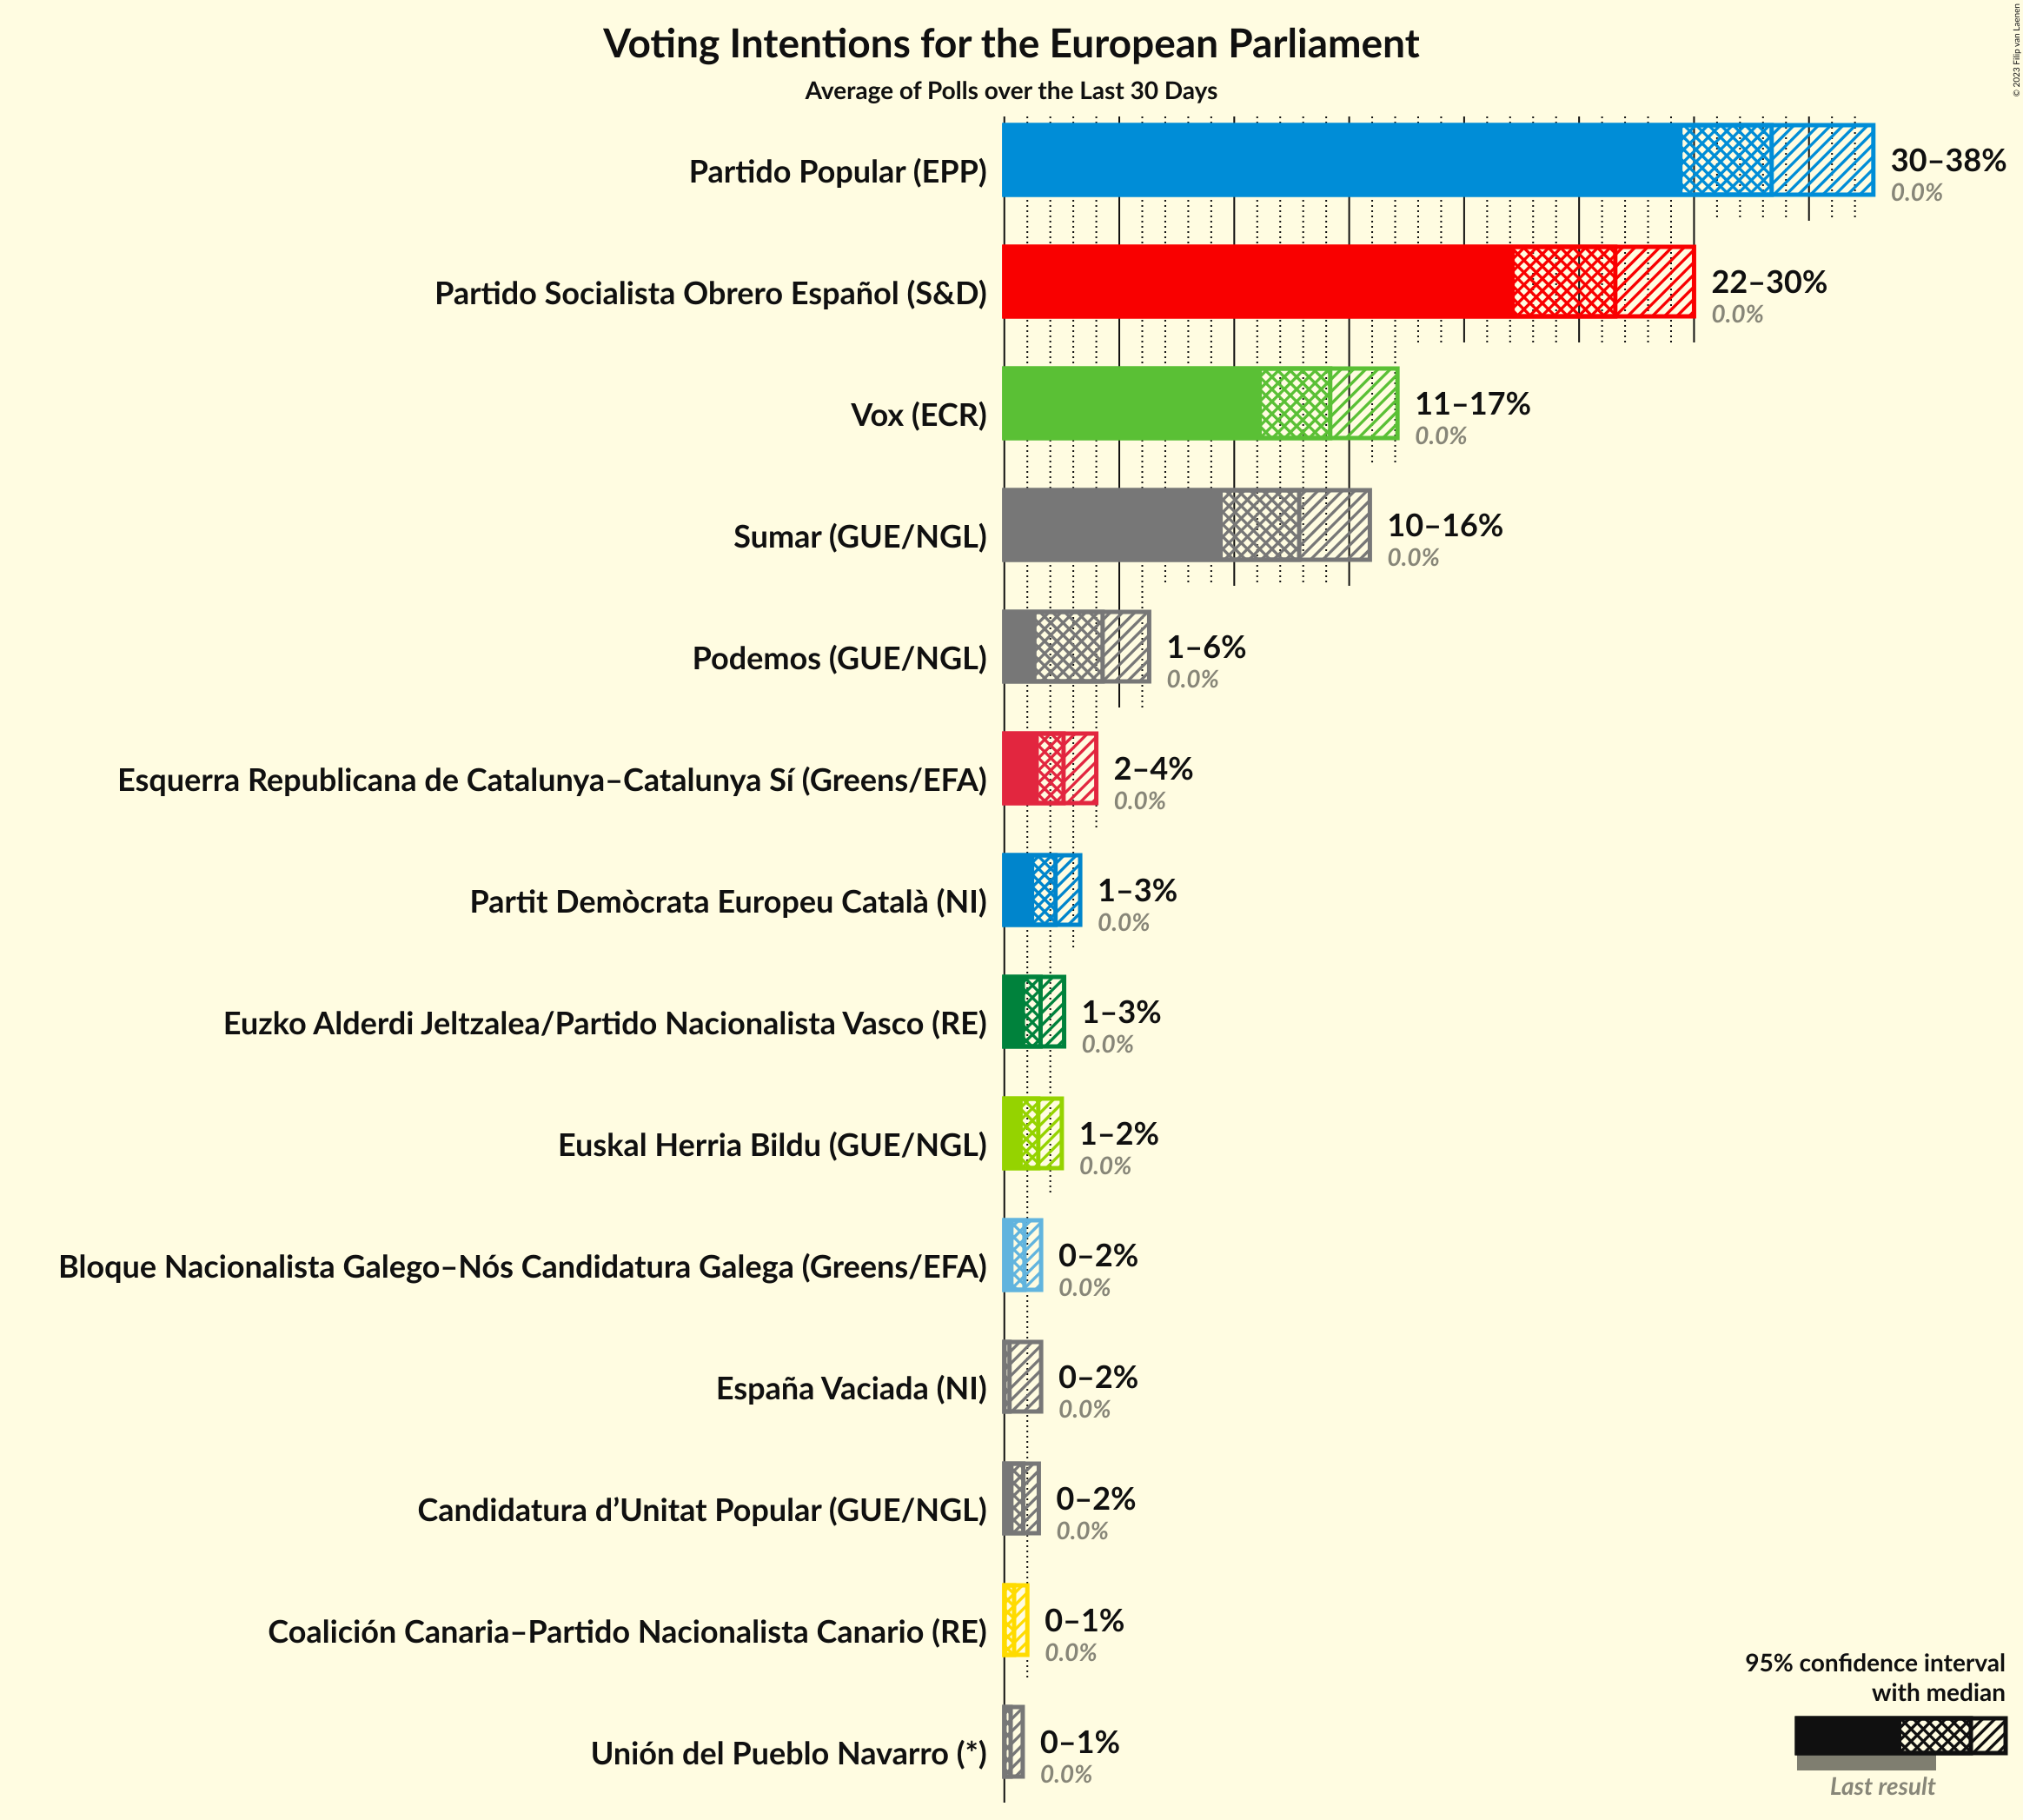 Voting Intentions for the European Parliament
Average of Polls over the Last 30 Days
© 2023 Filip van Laenen
Partido Popular (EPP)
30–38%
0.0%
Partido Socialista Obrero Español (S&D)
22–30%
0.0%
Vox (ECR)
11–17%
0.0%
Sumar (GUE/NGL)
10–16%
0.0%
Podemos (GUE/NGL)
1–6%
0.0%
Esquerra Republicana de Catalunya–Catalunya Sí (Greens/EFA)
2–4%
0.0%
Partit Demòcrata Europeu Català (NI)
1–3%
0.0%
Euzko Alderdi Jeltzalea/Partido Nacionalista Vasco (RE)
1–3%
0.0%
Euskal Herria Bildu (GUE/NGL)
1–2%
0.0%
Bloque Nacionalista Galego–Nós Candidatura Galega (Greens/EFA)
0–2%
0.0%
España Vaciada (NI)
0–2%
0.0%
Candidatura d’Unitat Popular (GUE/NGL)
0–2%
0.0%
Coalición Canaria–Partido Nacionalista Canario (RE)
0–1%
0.0%
Unión del Pueblo Navarro (*)
0–1%
0.0%
95% confidence interval
with median
Last result